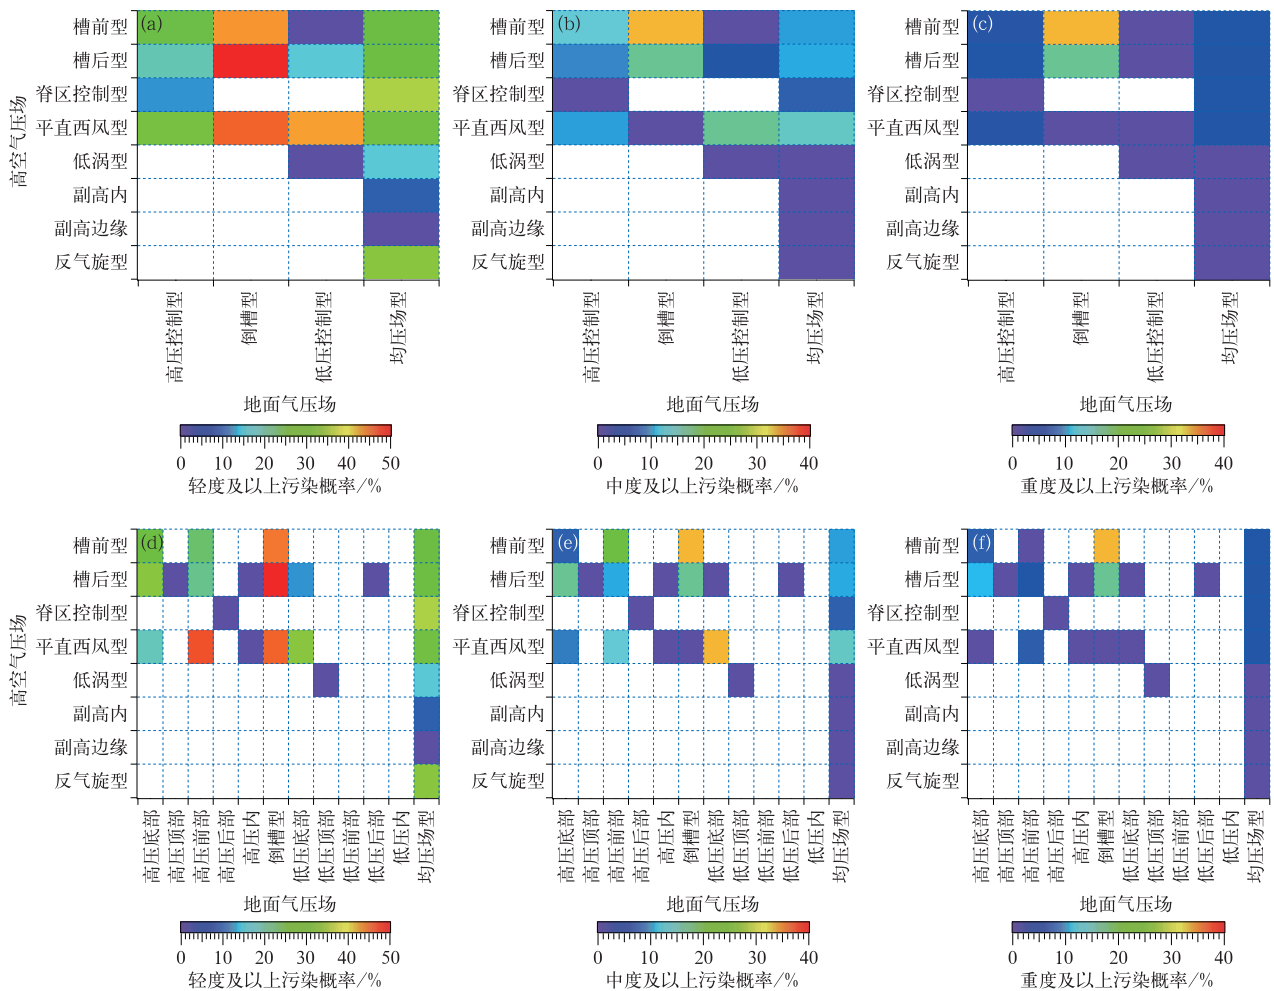 高空气压场
槽前型
槽后型
脊区控制型
平直西风型
低涡型
副高内
副高边缘
反气旋型
(a)
高压控制型
倒槽型
低压控制型
均压场型
地面气压场
0 10 20 30 40 50
轻度及以上污染概率/%
槽前型
槽后型
脊区控制型
平直西风型
低涡型
副高内
副高边缘
反气旋型
(b)
高压控制型
倒槽型
低压控制型
均压场型
地面气压场
0 10 20 30 40
中度及以上污染概率/%
槽前型
槽后型
脊区控制型
平直西风型
低涡型
副高内
副高边缘
反气旋型
(c)
高压控制型
倒槽型
低压控制型
均压场型
地面气压场
0 10 20 30 40
重度及以上污染概率/%
高空气压场
槽前型
槽后型
脊区控制型
平直西风型
低涡型
副高内
副高边缘
反气旋型
(d)
高压底部
高压顶部
高压前部
高压后部
高压内
倒槽型
低压底部
低压顶部
低压前部
低压后部
低压内
均压场型
地面气压场
0 10 20 30 40 50
轻度及以上污染概率/%
槽前型
槽后型
脊区控制型
平直西风型
低涡型
副高内
副高边缘
反气旋型
(e)
高压底部
高压顶部
高压前部
高压后部
高压内
倒槽型
低压底部
低压顶部
低压前部
低压后部
低压内
均压场型
地面气压场
0 10 20 30 40
中度及以上污染概率/%
槽前型
槽后型
脊区控制型
平直西风型
低涡型
副高内
副高边缘
反气旋型
(f)
高压底部
高压顶部
高压前部
高压后部
高压内
倒槽型
低压底部
低压顶部
低压前部
低压后部
低压内
均压场型
地面气压场
0 10 20 30 40
重度及以上污染概率/%